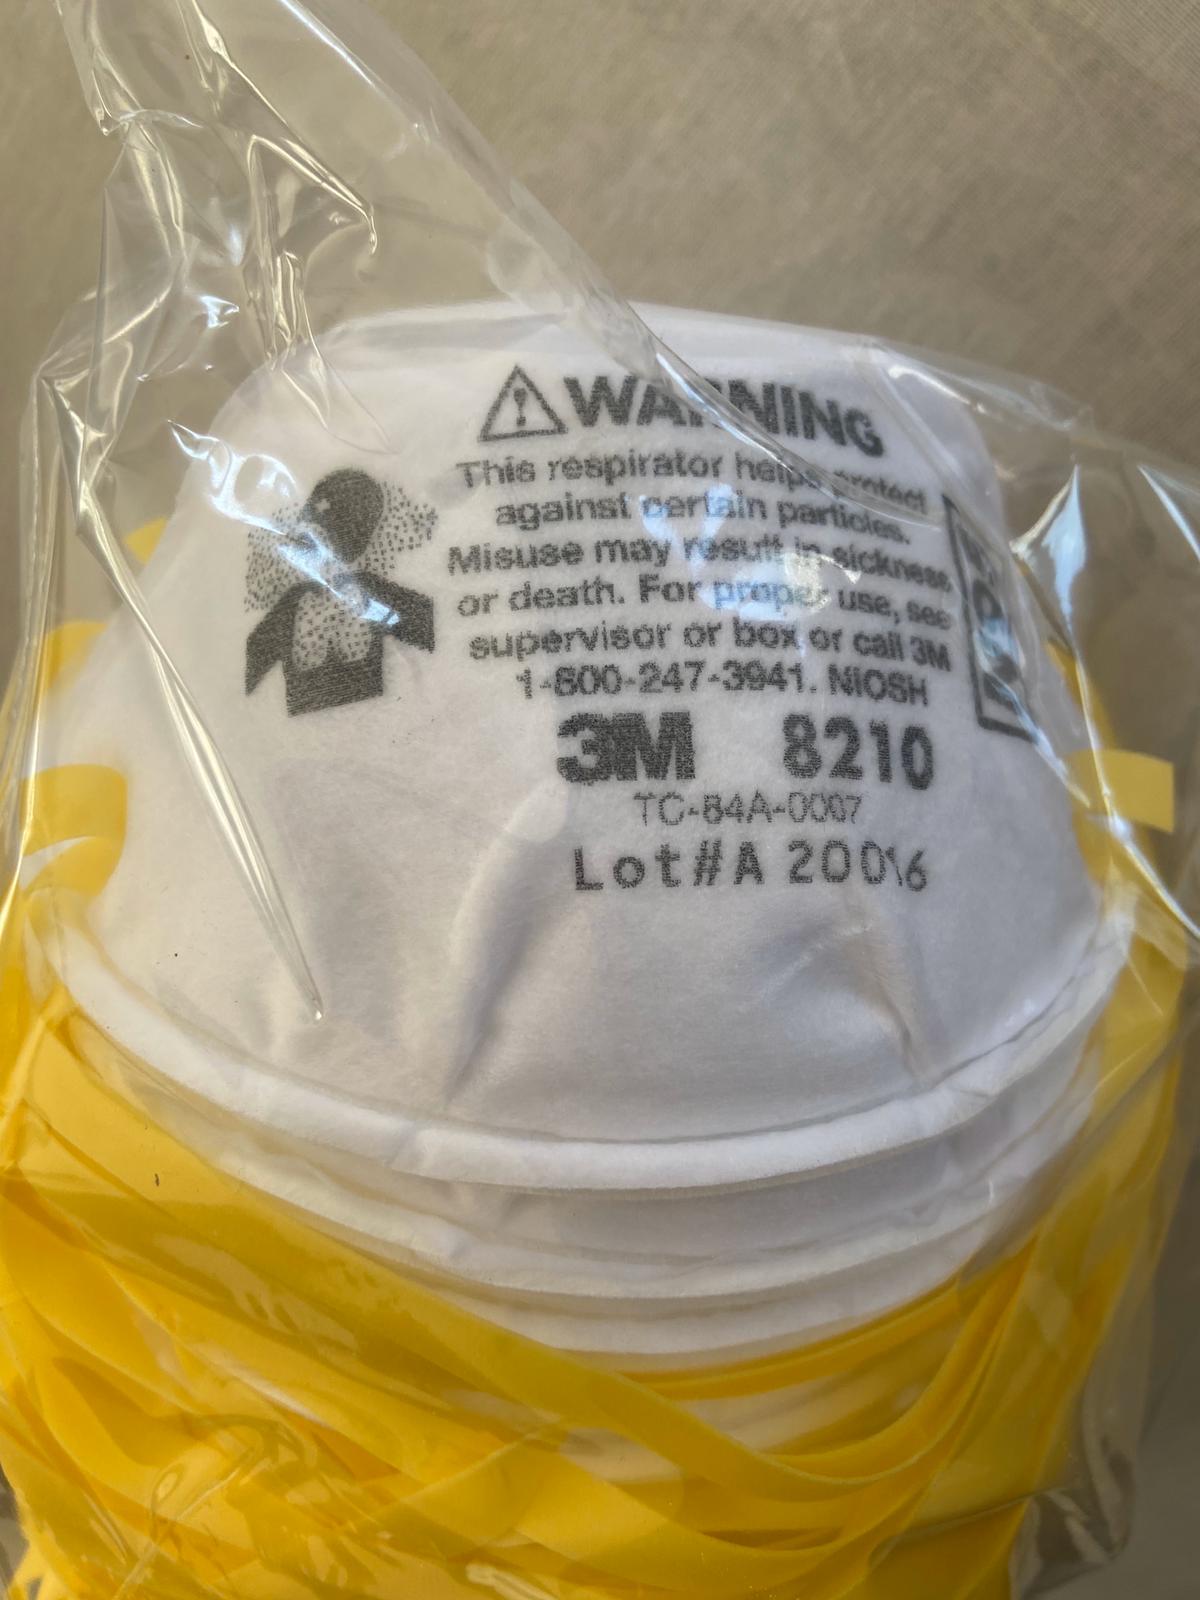 WARNING
This respirator helps protect
against certain particles.
Misuse may result in sickness
or death. For proper use, see
supervisor or box or call 3M
1-800-247-3941. NIOSH
3M 8210
TC-84A-0007
Lot#A 20016